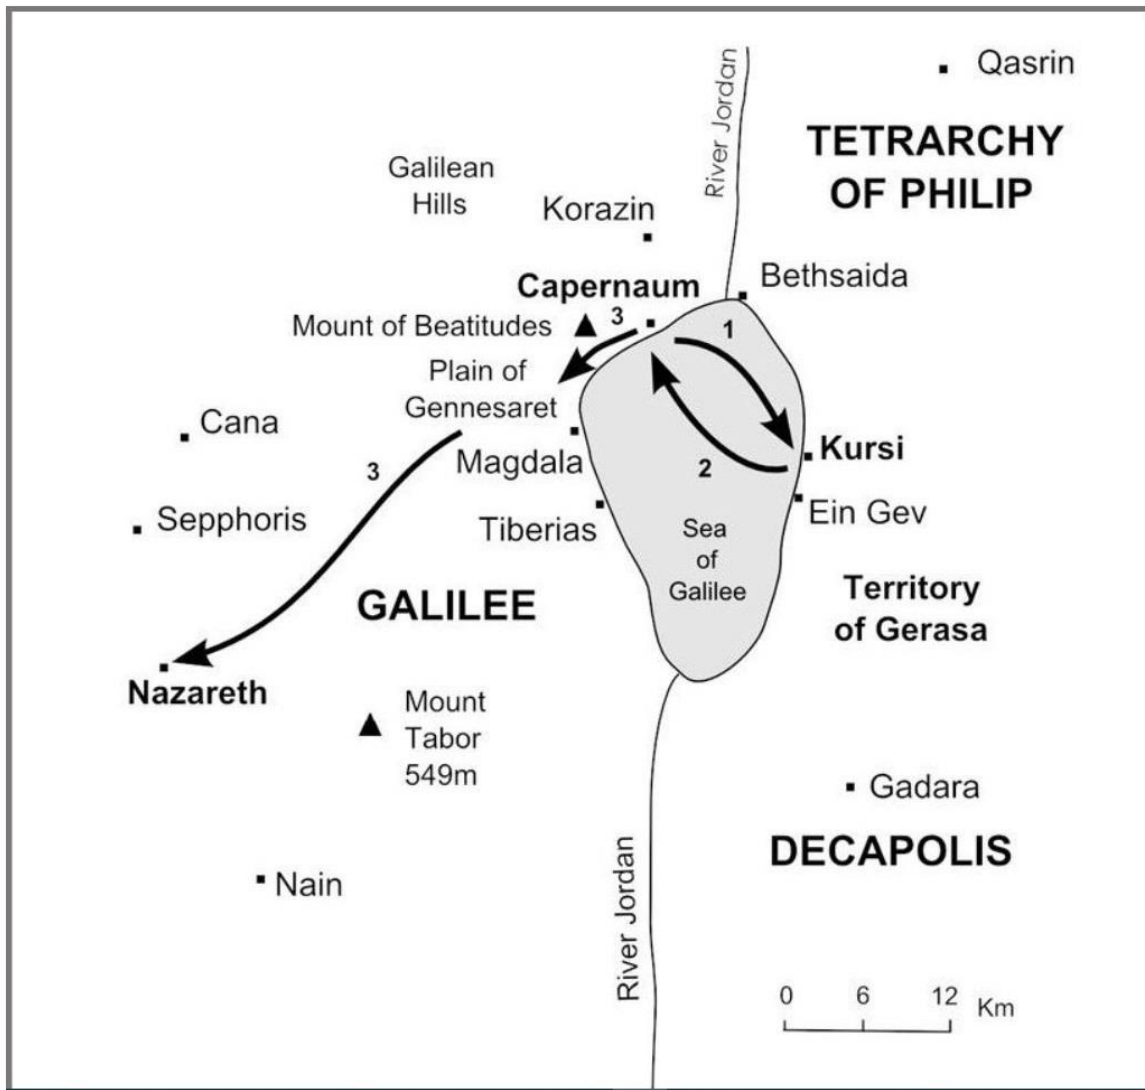 Qasrin
River Jordan
TETRARCHY
OF PHILIP
Galilean
Hills
Korazin
Bethsaida
Capernaum
3
1
Mount of Beatitudes
Plain of
Gennesaret
Cana
Kursi
Magdala
2
3
Sepphoris
Tiberias
Ein Gev
Sea
of
Galilee
GALILEE
Territory
of Gerasa
Nazareth
Mount
Tabor
549m
Gadara
DECAPOLIS
Nain
River Jordan
0 6 12 Km